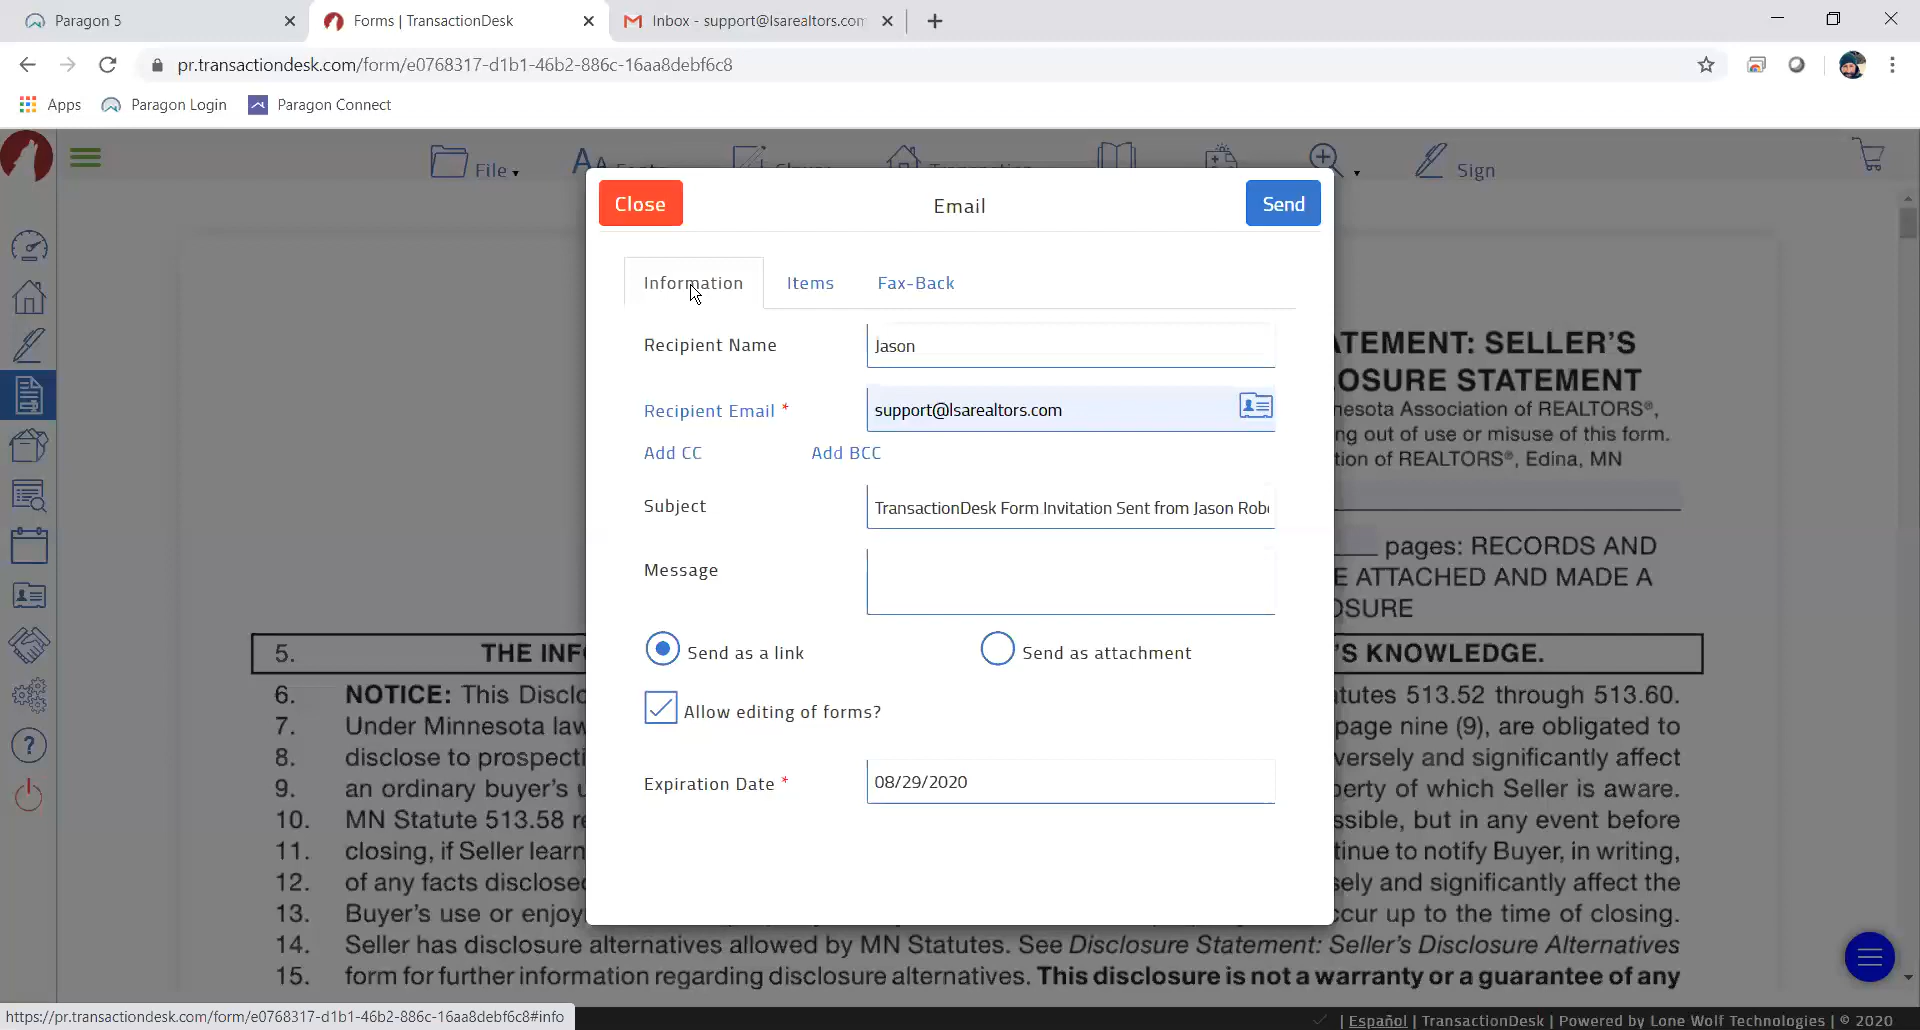 Paragon 5
Forms | TransactionDesk
Inbox - support@lsarealtors.com
pr.transactiondesk.com/form/e0768317-d1b1-46b2-886c-16aa8debf6c8
Apps
Paragon Login
Paragon Connect
File
Sign
Close
Email
Send
Information
Items
Fax-Back
Recipient Name
Jason
Recipient Email *
support@lsarealtors.com
Add CC
Add BCC
Subject
TransactionDesk Form Invitation Sent from Jason Robe
Message
Send as a link
Send as attachment
Allow editing of forms?
Expiration Date *
08/29/2020
TEMENT: SELLER'S
OSURE STATEMENT
nesota Association of REALTORS®,
ng out of use or misuse of this form.
tion of REALTORS®, Edina, MN
pages: RECORDS AND
E ATTACHED AND MADE A
OSURE
5. THE INF 'S KNOWLEDGE.
6. NOTICE: This Disclo tutes 513.52 through 513.60.
7. Under Minnesota law page nine (9), are obligated to
8. disclose to prospecti versely and significantly affect
9. an ordinary buyer's u perty of which Seller is aware.
10. MN Statute 513.58 re ssible, but in any event before
11. closing, if Seller learn tinue to notify Buyer, in writing,
12. of any facts disclosed sely and significantly affect the
13. Buyer's use or enjoy ccur up to the time of closing.
14. Seller has disclosure alternatives allowed by MN Statutes. See Disclosure Statement: Seller's Disclosure Alternatives
15. form for further information regarding disclosure alternatives. This disclosure is not a warranty or a guarantee of any
https://pr.transactiondesk.com/form/e0768317-d1b1-46b2-886c-16aa8debf6c8#info
| Español | TransactionDesk | Powered by Lone Wolf Technologies | © 2020